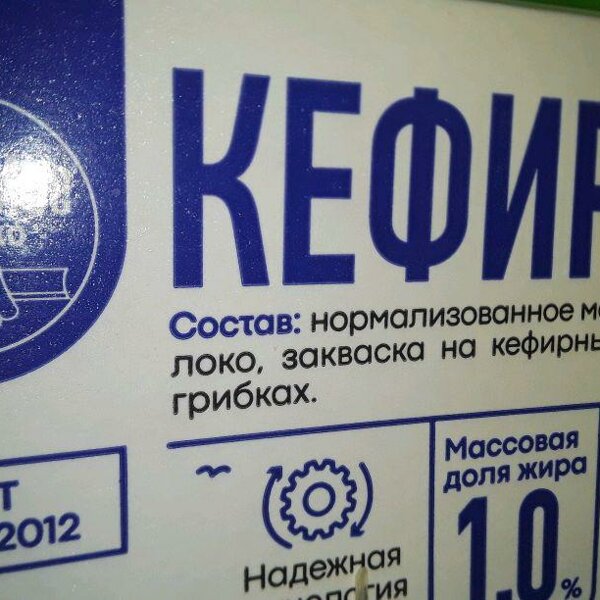 КЕФИР
Состав: нормализованное мо
локо, закваска на кефирны
грибках.
Т
2012
Надежная
Массовая
доля жира
1.0 %